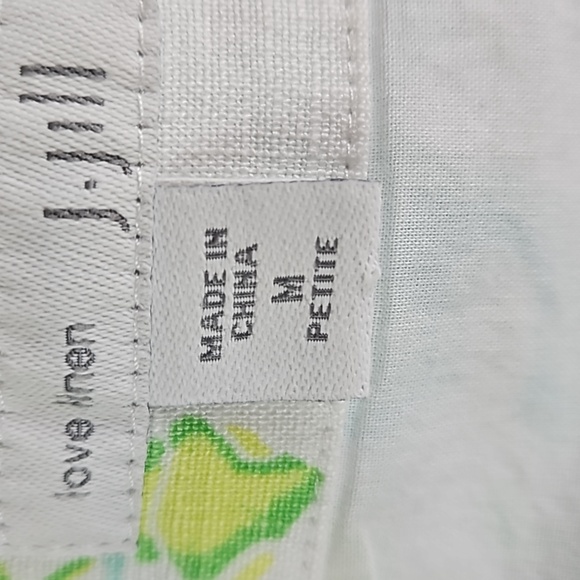 J.Jill
love linen
MADE IN
CHINA
M
PETITE